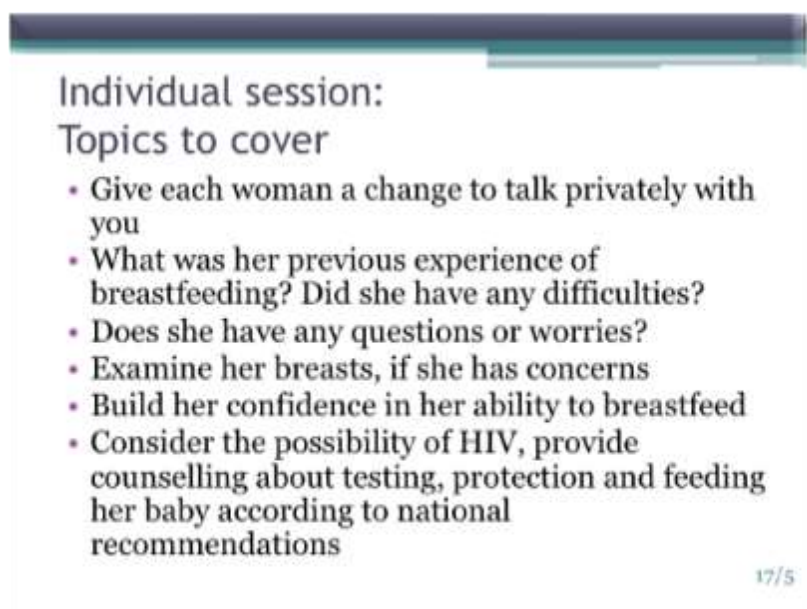 Individual session:
Topics to cover
• Give each woman a change to talk privately with
you
• What was her previous experience of
breastfeeding? Did she have any difficulties?
• Does she have any questions or worries?
• Examine her breasts, if she has concerns
• Build her confidence in her ability to breastfeed
• Consider the possibility of HIV, provide
counselling about testing, protection and feeding
her baby according to national
recommendations
17/5